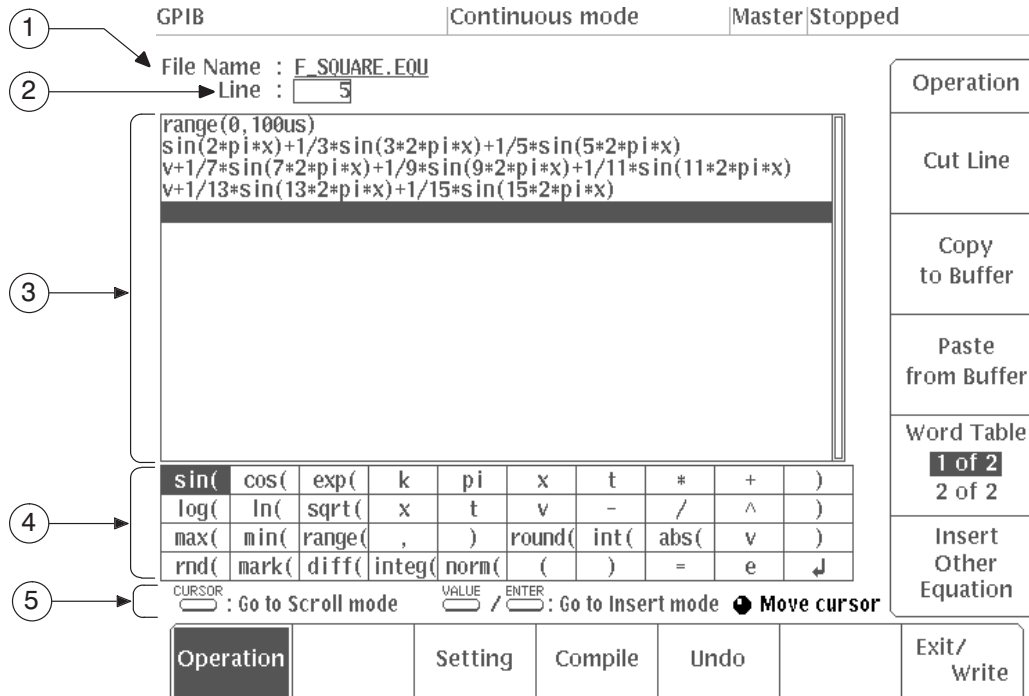 GPIB Continuous mode Master Stopped
1
File Name : F_SQUARE.EQU
2
Line : 5
3
range(0,100us)
sin(2*pi*x)+1/3*sin(3*2*pi*x)+1/5*sin(5*2*pi*x)
v+1/7*sin(7*2*pi*x)+1/9*sin(9*2*pi*x)+1/11*sin(11*2*pi*x)
v+1/13*sin(13*2*pi*x)+1/15*sin(15*2*pi*x)
4
sin( cos( exp( k pi x t * + )
log( ln( sqrt( x t v - / ^ )
max( min( range( , ) round( int( abs( v )
rnd( mark( diff( integ( norm( ( ) = e ↲
5
CURSOR : Go to Scroll mode VALUE / ENTER : Go to Insert mode Move cursor
Operation
Cut Line
Copy
to Buffer
Paste
from Buffer
Word Table
1 of 2
2 of 2
Insert
Other
Equation
Operation Setting Compile Undo Exit/
Write